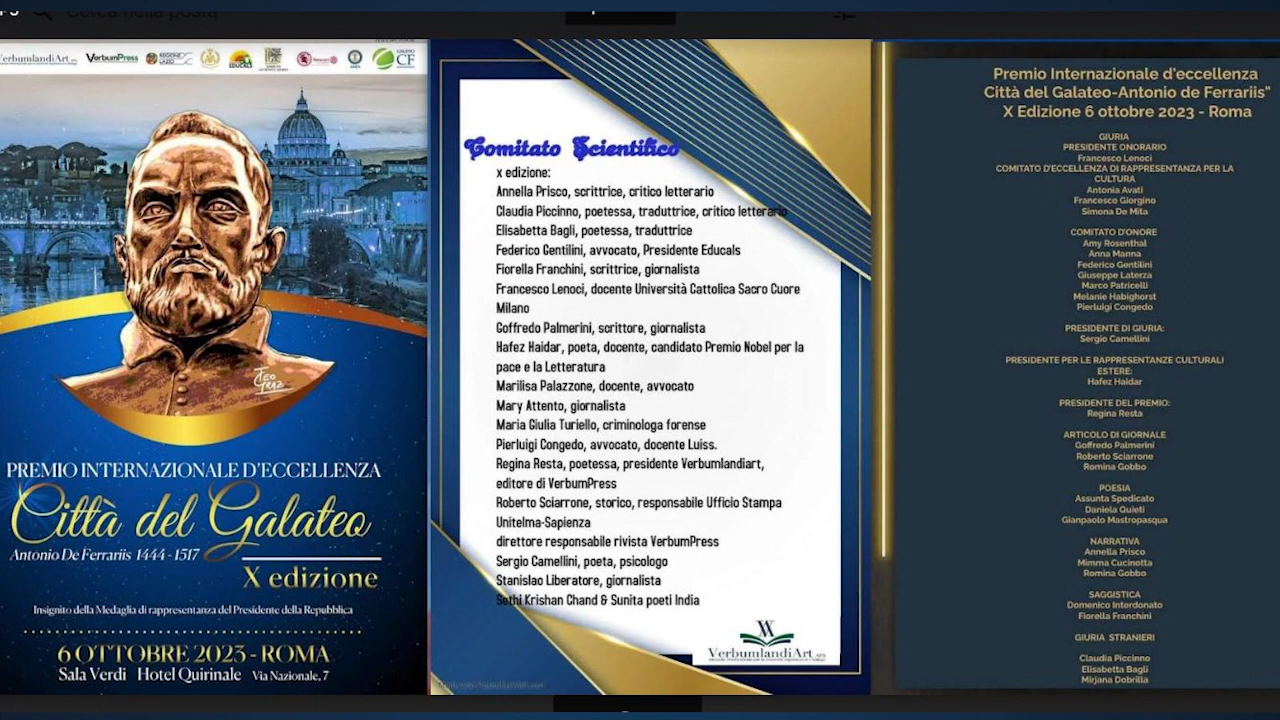 Cerca nella posta
VerbumlandiArt
VerbumPress
REGIONE
LAZIO
EDUCALS
GRUPPO
CF
PREMIO INTERNAZIONALE D'ECCELLENZA
Città del Galateo
Antonio De Ferrariis 1444 - 1517
X edizione
Insignito della Medaglia di rappresentanza del Presidente della Repubblica
6 OTTOBRE 2023 - ROMA
Sala Verdi Hotel Quirinale Via Nazionale, 7
Comitato Scientifico
x edizione:
Annella Prisco, scrittrice, critico letterario
Claudia Piccinno, poetessa, traduttrice, critico letterario
Elisabetta Bagli, poetessa, traduttrice
Federico Gentilini, avvocato, Presidente Educals
Fiorella Franchini, scrittrice, giornalista
Francesco Lenoci, docente Università Cattolica Sacro Cuore
Milano
Goffredo Palmerini, scrittore, giornalista
Hafez Haidar, poeta, docente, candidato Premio Nobel per la
pace e la Letteratura
Marilisa Palazzone, docente, avvocato
Mary Attento, giornalista
Maria Giulia Turiello, criminologa forense
Pierluigi Congedo, avvocato, docente Luiss.
Regina Resta, poetessa, presidente Verbumlandiart,
editore di VerbumPress
Roberto Sciarrone, storico, responsabile Ufficio Stampa
Unitelma-Sapienza
direttore responsabile rivista VerbumPress
Sergio Camellini, poeta, psicologo
Stanislao Liberatore, giornalista
Sethi Krishan Chand & Sunita poeti India
VerbumlandiArt
Premio Internazionale d'eccellenza
Città del Galateo-Antonio de Ferrariis"
X Edizione 6 ottobre 2023 - Roma
GIURIA
PRESIDENTE ONORARIO
Francesco Lenoci
COMITATO D'ECCELLENZA DI RAPPRESENTANZA PER LA
CULTURA
Antonia Avati
Francesco Giorgino
Simona De Mita
COMITATO D'ONORE
Amy Rosenthal
Anna Manna
Federico Gentilini
Giuseppe Laterza
Marco Patricelli
Melanie Habighorst
Pierluigi Congedo
PRESIDENTE DI GIURIA:
Sergio Camellini
PRESIDENTE PER LE RAPPRESENTANZE CULTURALI
ESTERE:
Hafez Haidar
PRESIDENTE DEL PREMIO:
Regina Resta
ARTICOLO DI GIORNALE
Goffredo Palmerini
Roberto Sciarrone
Romina Gobbo
POESIA
Assunta Spedicato
Daniela Quieti
Gianpaolo Mastropasqua
NARRATIVA
Annella Prisco
Mimma Cucinotta
Romina Gobbo
SAGGISTICA
Domenico Interdonato
Fiorella Franchini
GIURIA STRANIERI
Claudia Piccinno
Elisabetta Bagli
Mirjana Dobrilla